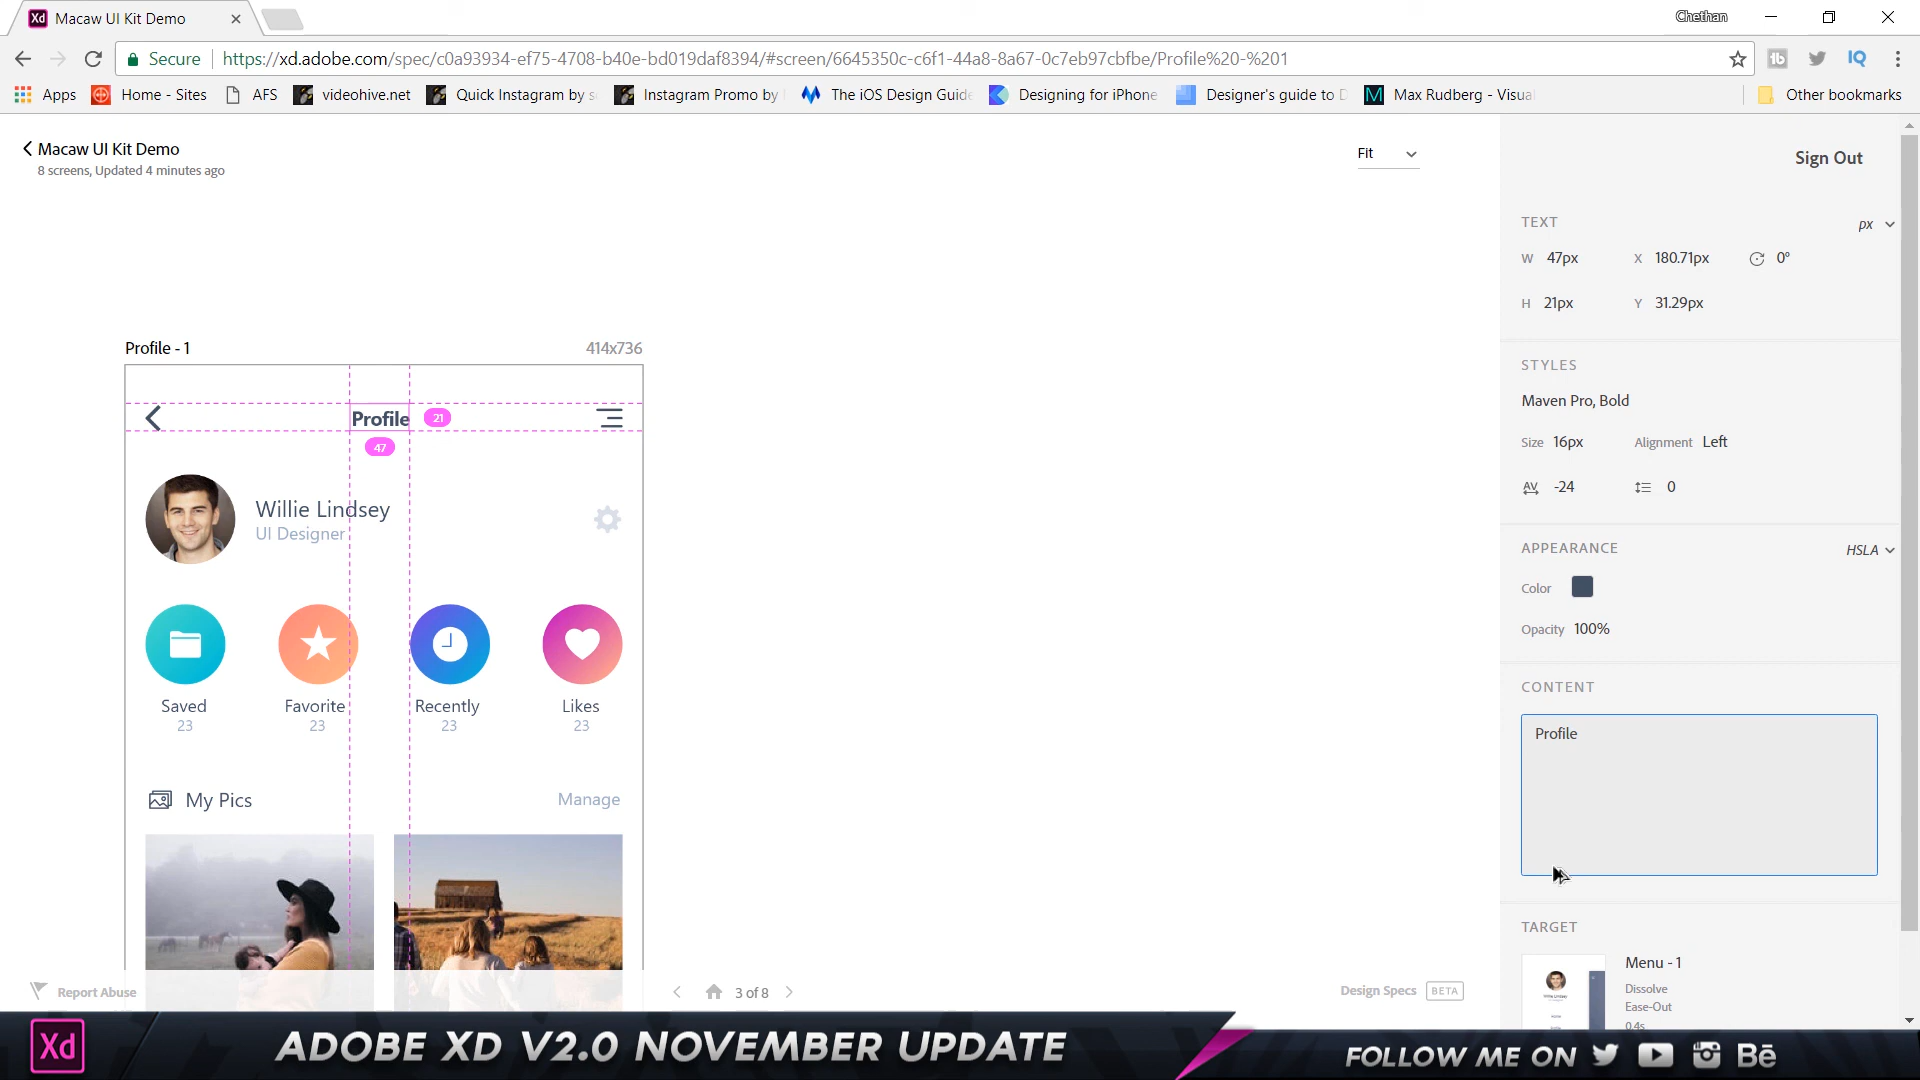 Xd Macaw UI Kit Demo
Chethan
Secure https://xd.adobe.com/spec/c0a93934-ef75-4708-b40e-bd019daf8394/#screen/6645350c-c6f1-44a8-8a67-0c7eb97cbfbe/Profile%20-%201
tb IQ
Apps Home - Sites AFS videohive.net Quick Instagram by s Instagram Promo by The iOS Design Guide Designing for iPhone Designer's guide to D M Max Rudberg - Visua Other bookmarks
Macaw UI Kit Demo
8 screens, Updated 4 minutes ago
Fit
Sign Out
TEXT px
W 47px X 180.71px 0°
H 21px Y 31.29px
STYLES
Maven Pro, Bold
Size 16px Alignment Left
AV -24 0
APPEARANCE HSLA
Color
Opacity 100%
CONTENT
Profile
TARGET
Menu - 1
Dissolve
Ease-Out
0.4s
Profile - 1 414x736
Profile 21
47
Willie Lindsey
UI Designer
Saved Favorite Recently Likes
23 23 23 23
My Pics Manage
Report Abuse
3 of 8
Design Specs BETA
Xd ADOBE XD V2.0 NOVEMBER UPDATE
FOLLOW ME ON Bē